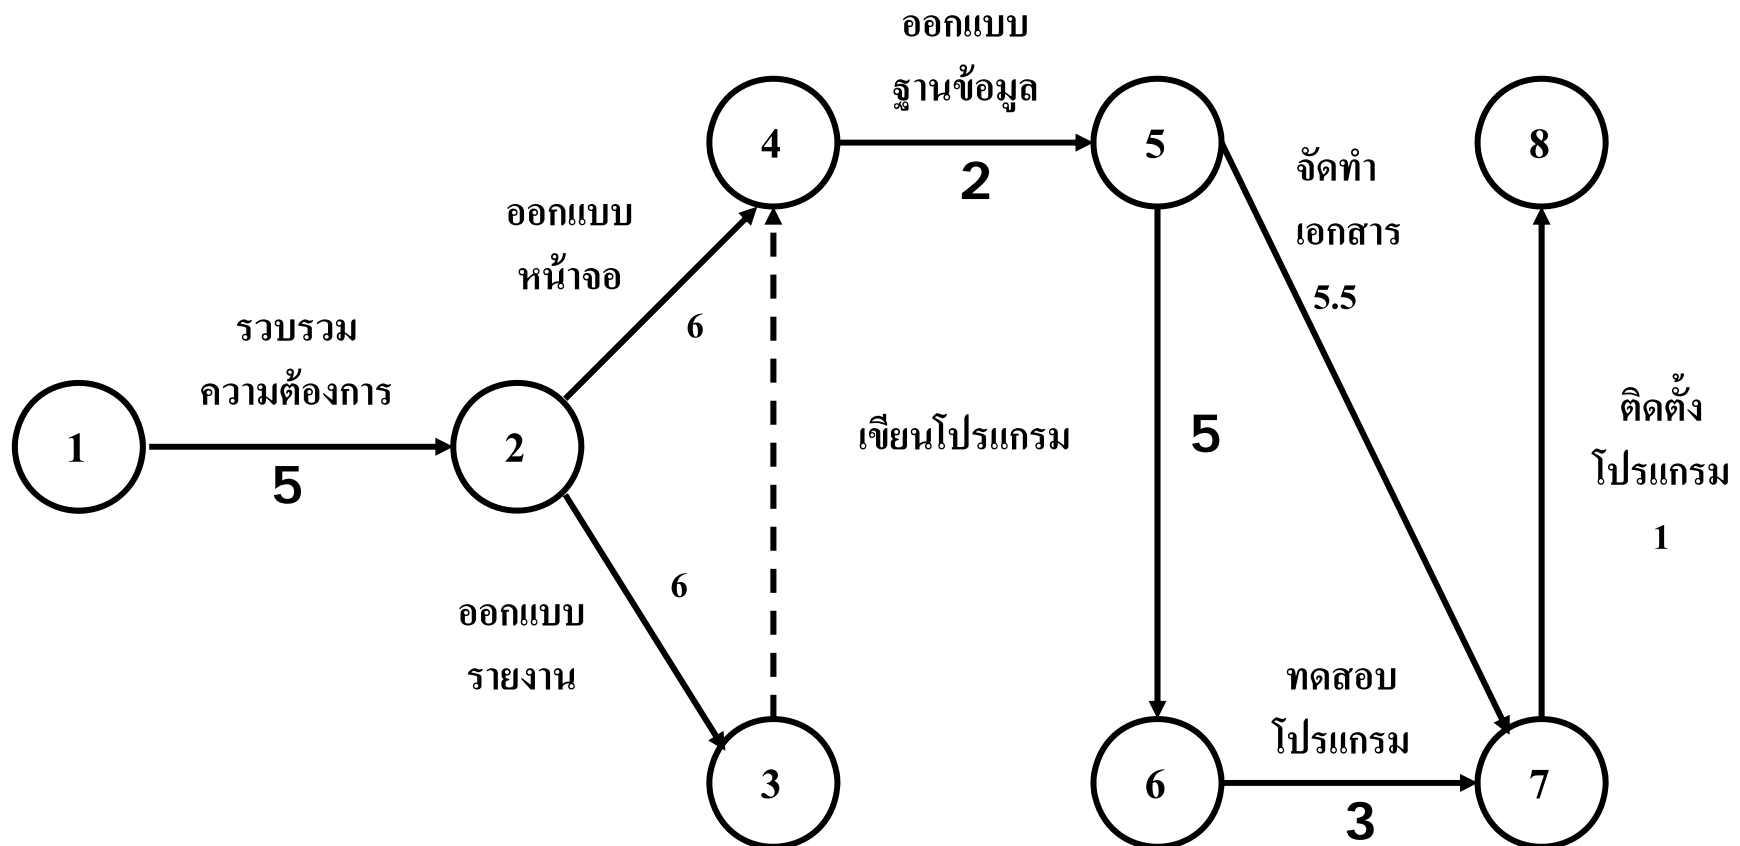 ออกแบบ
ฐานข้อมูล
4
2
5
8
จัดทำ
เอกสาร
5.5
ออกแบบ
หน้าจอ
6
รวบรวม
ความต้องการ
1
5
2
เขียนโปรแกรม
5
ติดตั้ง
โปรแกรม
1
6
ออกแบบ
รายงาน
3
ทดสอบ
โปรแกรม
6
3
7